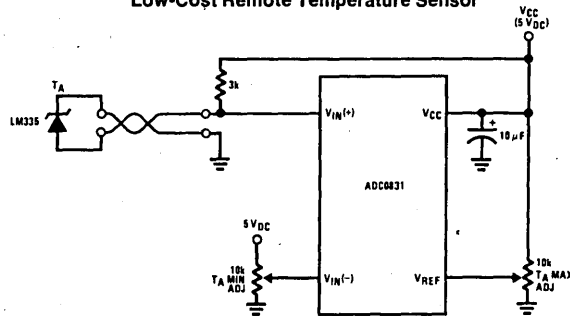 Low-Cost Remote Temperature Sensor
VCC
(5 VDC)
TA
LM335
3k
VIN(+)
VCC
+
10 µF
ADC0831
5 VDC
10k
TA MIN
ADJ
VIN(−)
VREF
10k
TA MAX
ADJ